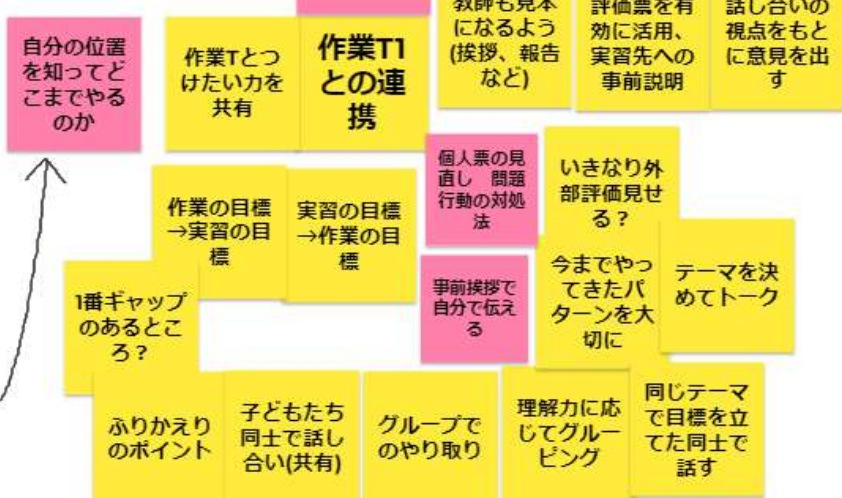 自分の位置
を知ってど
こまでやる
のか
作業Tとつ
けたい力を
共有
作業T1
との連
携
教師も見本
になるよう
(挨拶、報告
など)
評価票を有
効に活用、
実習先への
事前説明
話し合いの
視点をもと
に意見を出
す
作業の目標
→実習の目
標
実習の目標
→作業の目
標
個人票の見
直し 問題
行動の対処
法
いきなり外
部評価見せ
る？
1番ギャップ
のあるとこ
ろ？
事前挨拶で
自分で伝え
る
今までやっ
てきたパ
ターンを大
切に
テーマを決
めてトーク
ふりかえり
のポイント
子どもたち
同士で話し
合い(共有)
グループで
のやり取り
理解力に応
じてグルー
ピング
同じテーマ
で目標を立
てた同士で
話す